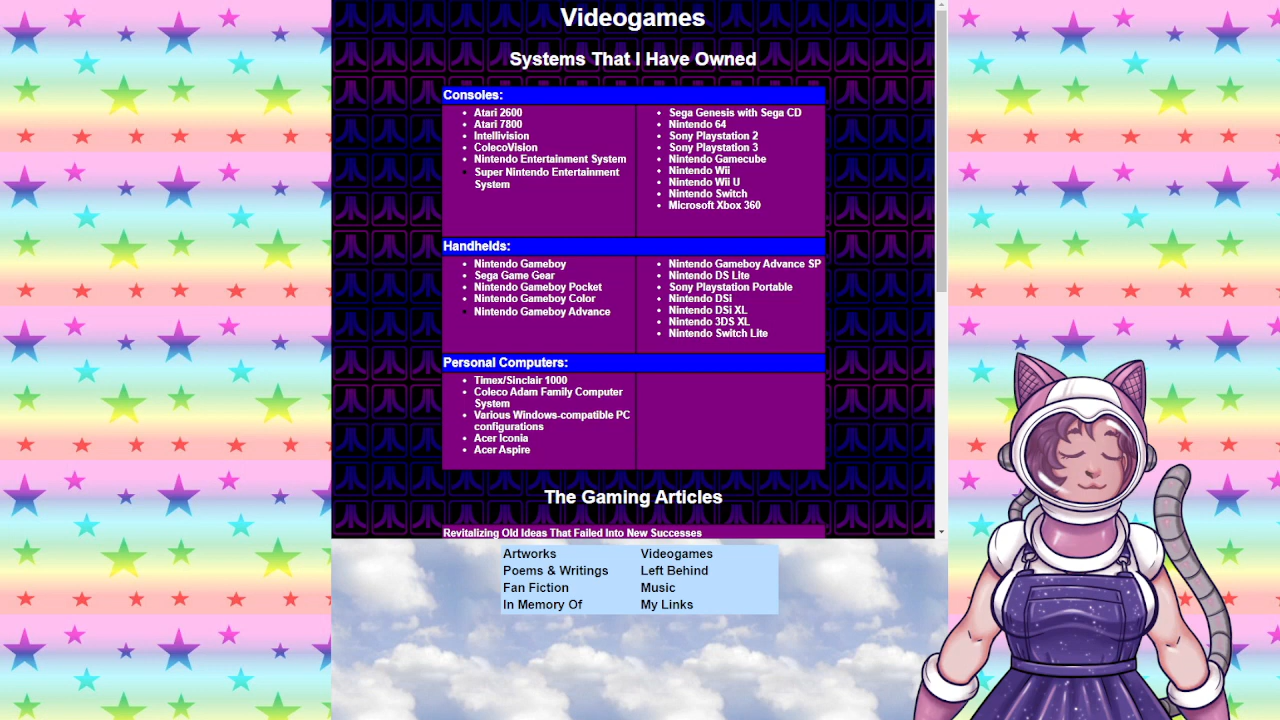 Videogames
Systems That I Have Owned
Consoles:
Atari 2600
Atari 7800
Intellivision
ColecoVision
Nintendo Entertainment System
Super Nintendo Entertainment
System
Sega Genesis with Sega CD
Nintendo 64
Sony Playstation 2
Sony Playstation 3
Nintendo Gamecube
Nintendo Wii
Nintendo Wii U
Nintendo Switch
Microsoft Xbox 360
Handhelds:
Nintendo Gameboy
Sega Game Gear
Nintendo Gameboy Pocket
Nintendo Gameboy Color
Nintendo Gameboy Advance
Nintendo Gameboy Advance SP
Nintendo DS Lite
Sony Playstation Portable
Nintendo DSi
Nintendo DSi XL
Nintendo 3DS XL
Nintendo Switch Lite
Personal Computers:
Timex/Sinclair 1000
Coleco Adam Family Computer
System
Various Windows-compatible PC
configurations
Acer Iconia
Acer Aspire
The Gaming Articles
Revitalizing Old Ideas That Failed Into New Successes
Artworks
Poems & Writings
Fan Fiction
In Memory Of
Videogames
Left Behind
Music
My Links